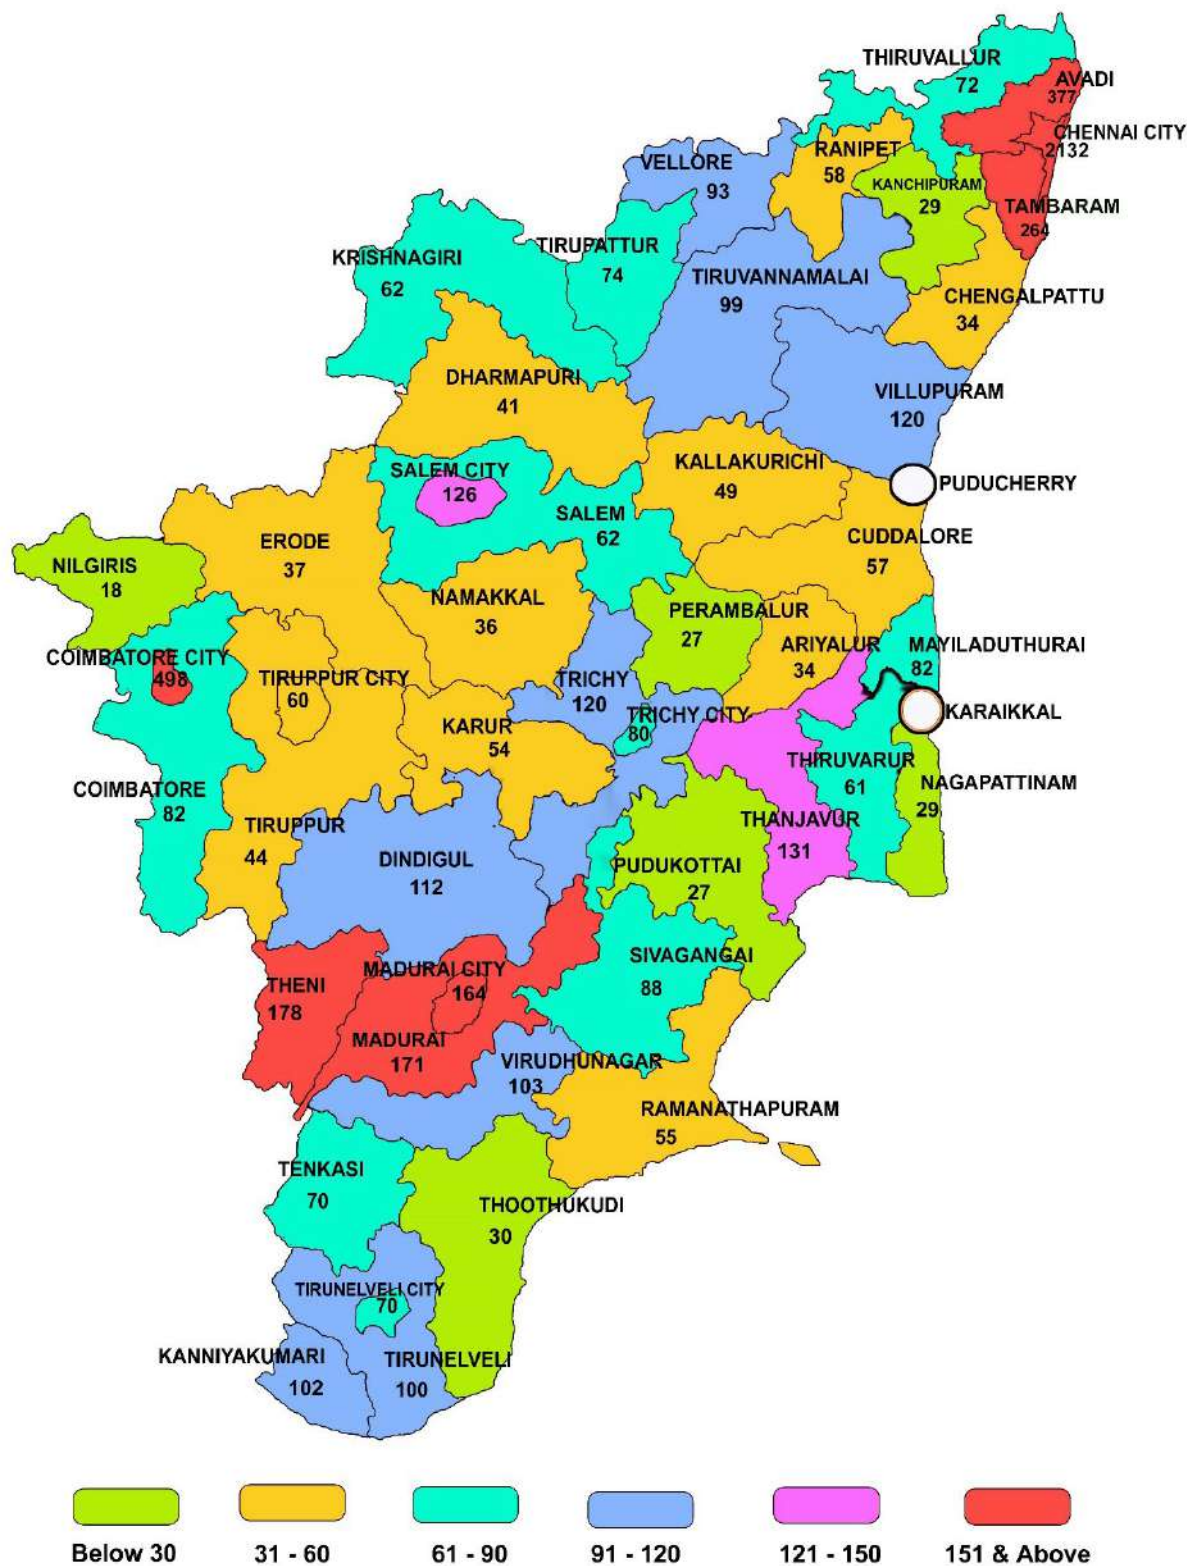 THIRUVALLUR
72
AVADI
377
CHENNAI CITY
2132
RANIPET
58
VELLORE
93
KANCHIPURAM
29
TAMBARAM
264
TIRUPATTUR
74
KRISHNAGIRI
62
TIRUVANNAMALAI
99
CHENGALPATTU
34
DHARMAPURI
41
VILLUPURAM
120
SALEM CITY
126
KALLAKURICHI
49
PUDUCHERRY
SALEM
62
ERODE
37
CUDDALORE
57
NILGIRIS
18
NAMAKKAL
36
PERAMBALUR
27
ARIYALUR
34
MAYILADUTHURAI
82
COIMBATORE CITY
498
TIRUPPUR CITY
60
TRICHY
120
TRICHY CITY
80
KARAIKKAL
KARUR
54
THIRUVARUR
61
NAGAPATTINAM
29
COIMBATORE
82
TIRUPPUR
44
THANJAVUR
131
DINDIGUL
112
PUDUKOTTAI
27
SIVAGANGAI
88
MADURAI CITY
164
THENI
178
MADURAI
171
VIRUDHUNAGAR
103
RAMANATHAPURAM
55
TENKASI
70
THOOTHUKUDI
30
TIRUNELVELI CITY
70
KANNIYAKUMARI
102
TIRUNELVELI
100
Below 30
31 - 60
61 - 90
91 - 120
121 - 150
151 & Above